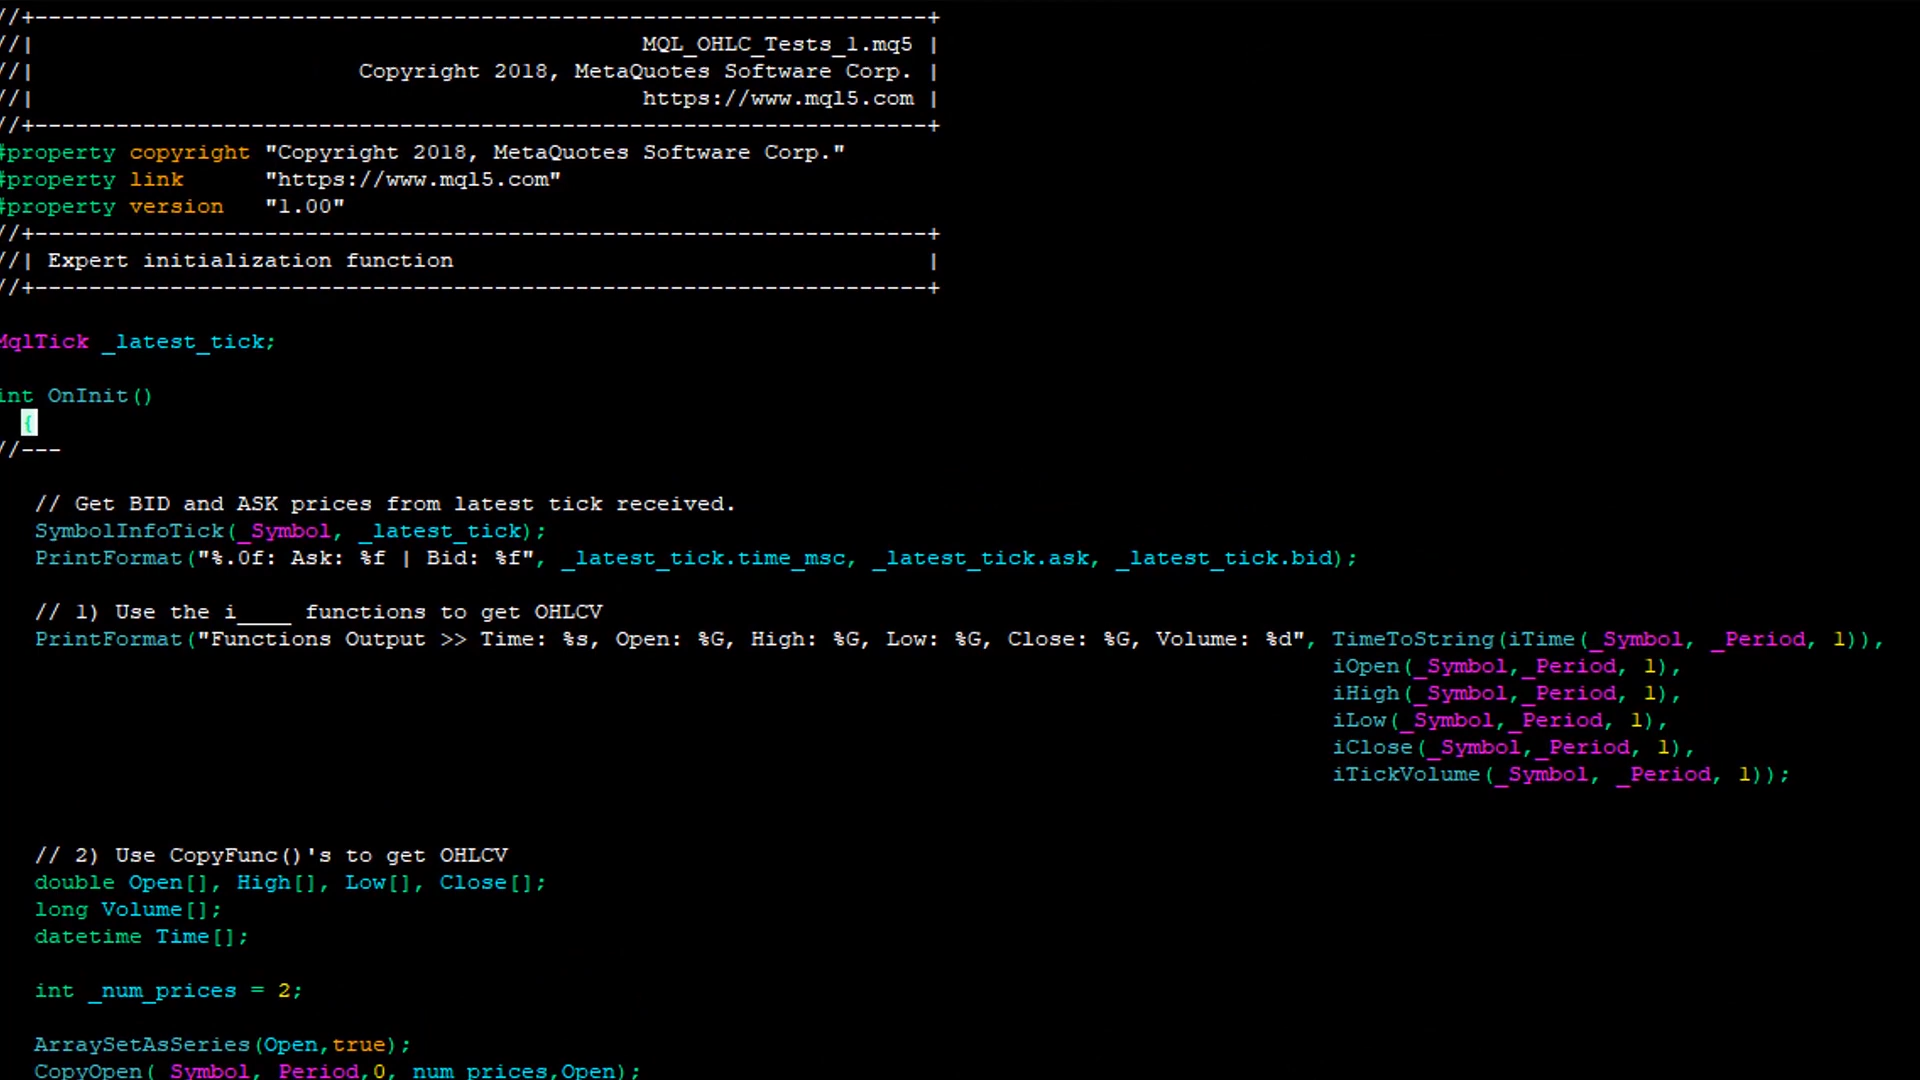 //+------------------------------------------------------------------+
//|                                             MQL_OHLC_Tests_1.mq5 |
//|                        Copyright 2018, MetaQuotes Software Corp. |
//|                                             https://www.mql5.com |
//+------------------------------------------------------------------+
#property copyright "Copyright 2018, MetaQuotes Software Corp."
#property link      "https://www.mql5.com"
#property version   "1.00"
//+------------------------------------------------------------------+
//| Expert initialization function                                   |
//+------------------------------------------------------------------+
MqlTick _latest_tick;
int OnInit()
  {
//---
   // Get BID and ASK prices from latest tick received.
   SymbolInfoTick(_Symbol, _latest_tick);
   PrintFormat("%.0f: Ask: %f | Bid: %f", _latest_tick.time_msc, _latest_tick.ask, _latest_tick.bid);
   // 1) Use the i____ functions to get OHLCV
   PrintFormat("Functions Output >> Time: %s, Open: %G, High: %G, Low: %G, Close: %G, Volume: %d", TimeToString(iTime(_Symbol, _Period, 1)),
                                                                                                   iOpen(_Symbol,_Period, 1),
                                                                                                   iHigh(_Symbol,_Period, 1),
                                                                                                   iLow(_Symbol,_Period, 1),
                                                                                                   iClose(_Symbol,_Period, 1),
                                                                                                   iTickVolume(_Symbol, _Period, 1));
   // 2) Use CopyFunc()'s to get OHLCV
   double Open[], High[], Low[], Close[];
   long Volume[];
   datetime Time[];
   int _num_prices = 2;
   ArraySetAsSeries(Open,true);
   CopyOpen(_Symbol,_Period,0,_num_prices,Open);